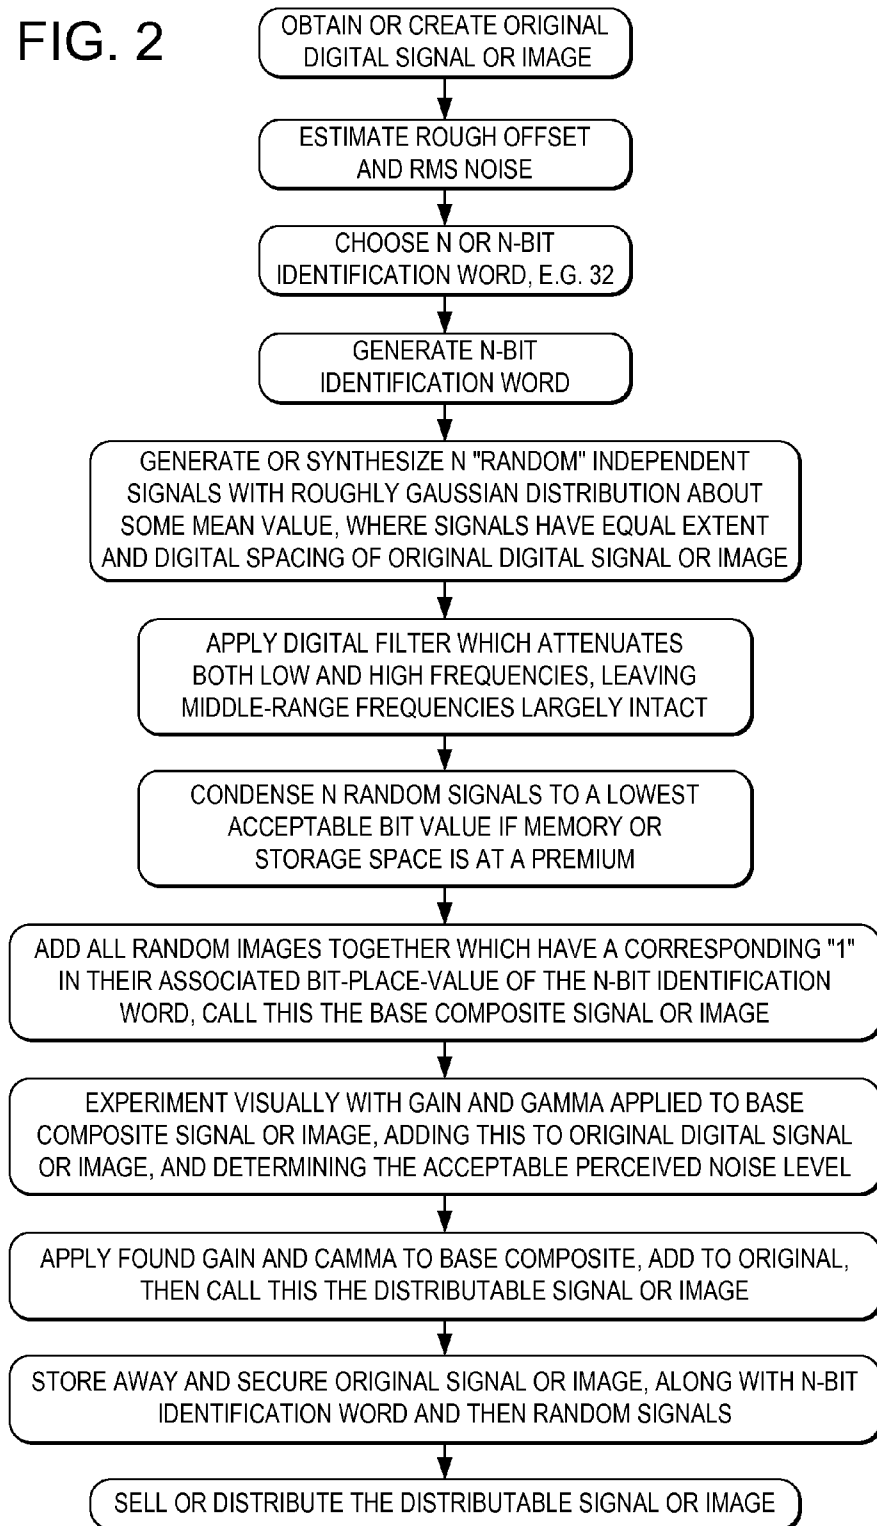 FIG. 2
OBTAIN OR CREATE ORIGINAL
DIGITAL SIGNAL OR IMAGE
ESTIMATE ROUGH OFFSET
AND RMS NOISE
CHOOSE N OR N-BIT
IDENTIFICATION WORD, E.G. 32
GENERATE N-BIT
IDENTIFICATION WORD
GENERATE OR SYNTHESIZE N "RANDOM" INDEPENDENT
SIGNALS WITH ROUGHLY GAUSSIAN DISTRIBUTION ABOUT
SOME MEAN VALUE, WHERE SIGNALS HAVE EQUAL EXTENT
AND DIGITAL SPACING OF ORIGINAL DIGITAL SIGNAL OR IMAGE
APPLY DIGITAL FILTER WHICH ATTENUATES
BOTH LOW AND HIGH FREQUENCIES, LEAVING
MIDDLE-RANGE FREQUENCIES LARGELY INTACT
CONDENSE N RANDOM SIGNALS TO A LOWEST
ACCEPTABLE BIT VALUE IF MEMORY OR
STORAGE SPACE IS AT A PREMIUM
ADD ALL RANDOM IMAGES TOGETHER WHICH HAVE A CORRESPONDING "1"
IN THEIR ASSOCIATED BIT-PLACE-VALUE OF THE N-BIT IDENTIFICATION
WORD, CALL THIS THE BASE COMPOSITE SIGNAL OR IMAGE
EXPERIMENT VISUALLY WITH GAIN AND GAMMA APPLIED TO BASE
COMPOSITE SIGNAL OR IMAGE, ADDING THIS TO ORIGINAL DIGITAL SIGNAL
OR IMAGE, AND DETERMINING THE ACCEPTABLE PERCEIVED NOISE LEVEL
APPLY FOUND GAIN AND CAMMA TO BASE COMPOSITE, ADD TO ORIGINAL,
THEN CALL THIS THE DISTRIBUTABLE SIGNAL OR IMAGE
STORE AWAY AND SECURE ORIGINAL SIGNAL OR IMAGE, ALONG WITH N-BIT
IDENTIFICATION WORD AND THEN RANDOM SIGNALS
SELL OR DISTRIBUTE THE DISTRIBUTABLE SIGNAL OR IMAGE